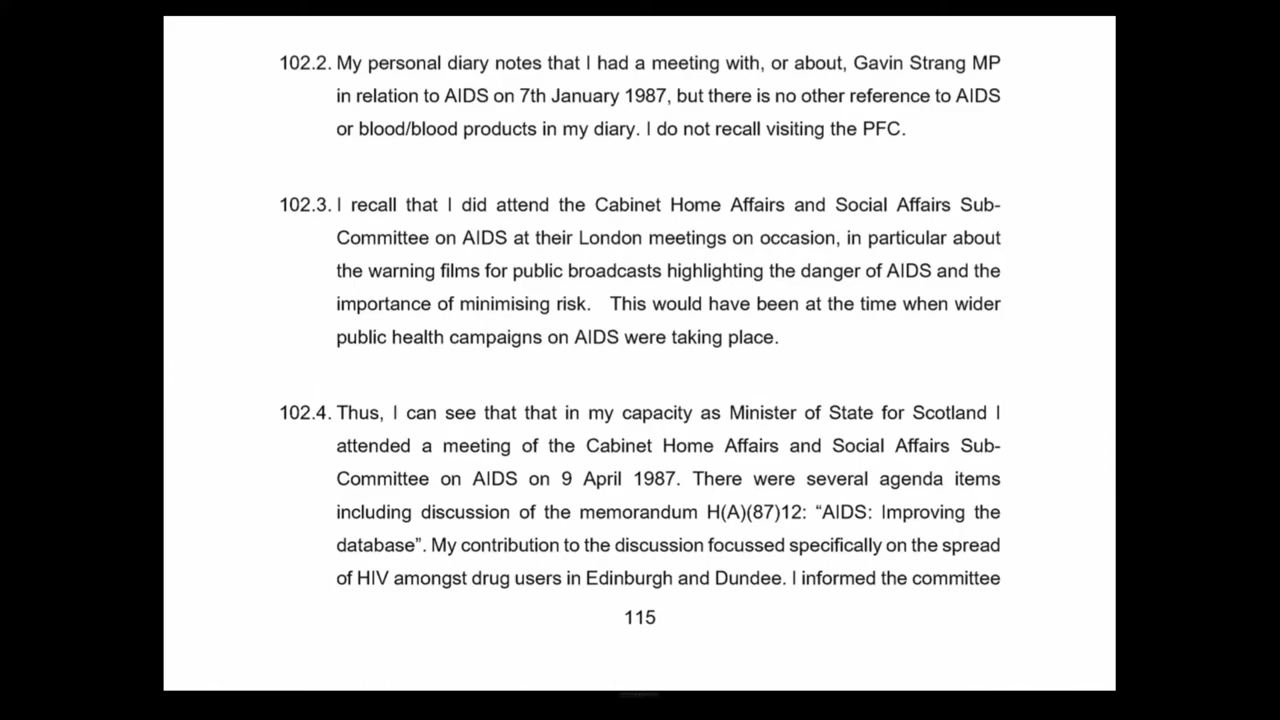 102.2. My personal diary notes that I had a meeting with, or about, Gavin Strang MP
in relation to AIDS on 7th January 1987, but there is no other reference to AIDS
or blood/blood products in my diary. I do not recall visiting the PFC.
102.3. I recall that I did attend the Cabinet Home Affairs and Social Affairs Sub-
Committee on AIDS at their London meetings on occasion, in particular about
the warning films for public broadcasts highlighting the danger of AIDS and the
importance of minimising risk. This would have been at the time when wider
public health campaigns on AIDS were taking place.
102.4. Thus, I can see that that in my capacity as Minister of State for Scotland I
attended a meeting of the Cabinet Home Affairs and Social Affairs Sub-
Committee on AIDS on 9 April 1987. There were several agenda items
including discussion of the memorandum H(A)(87)12: “AIDS: Improving the
database”. My contribution to the discussion focussed specifically on the spread
of HIV amongst drug users in Edinburgh and Dundee. I informed the committee
115